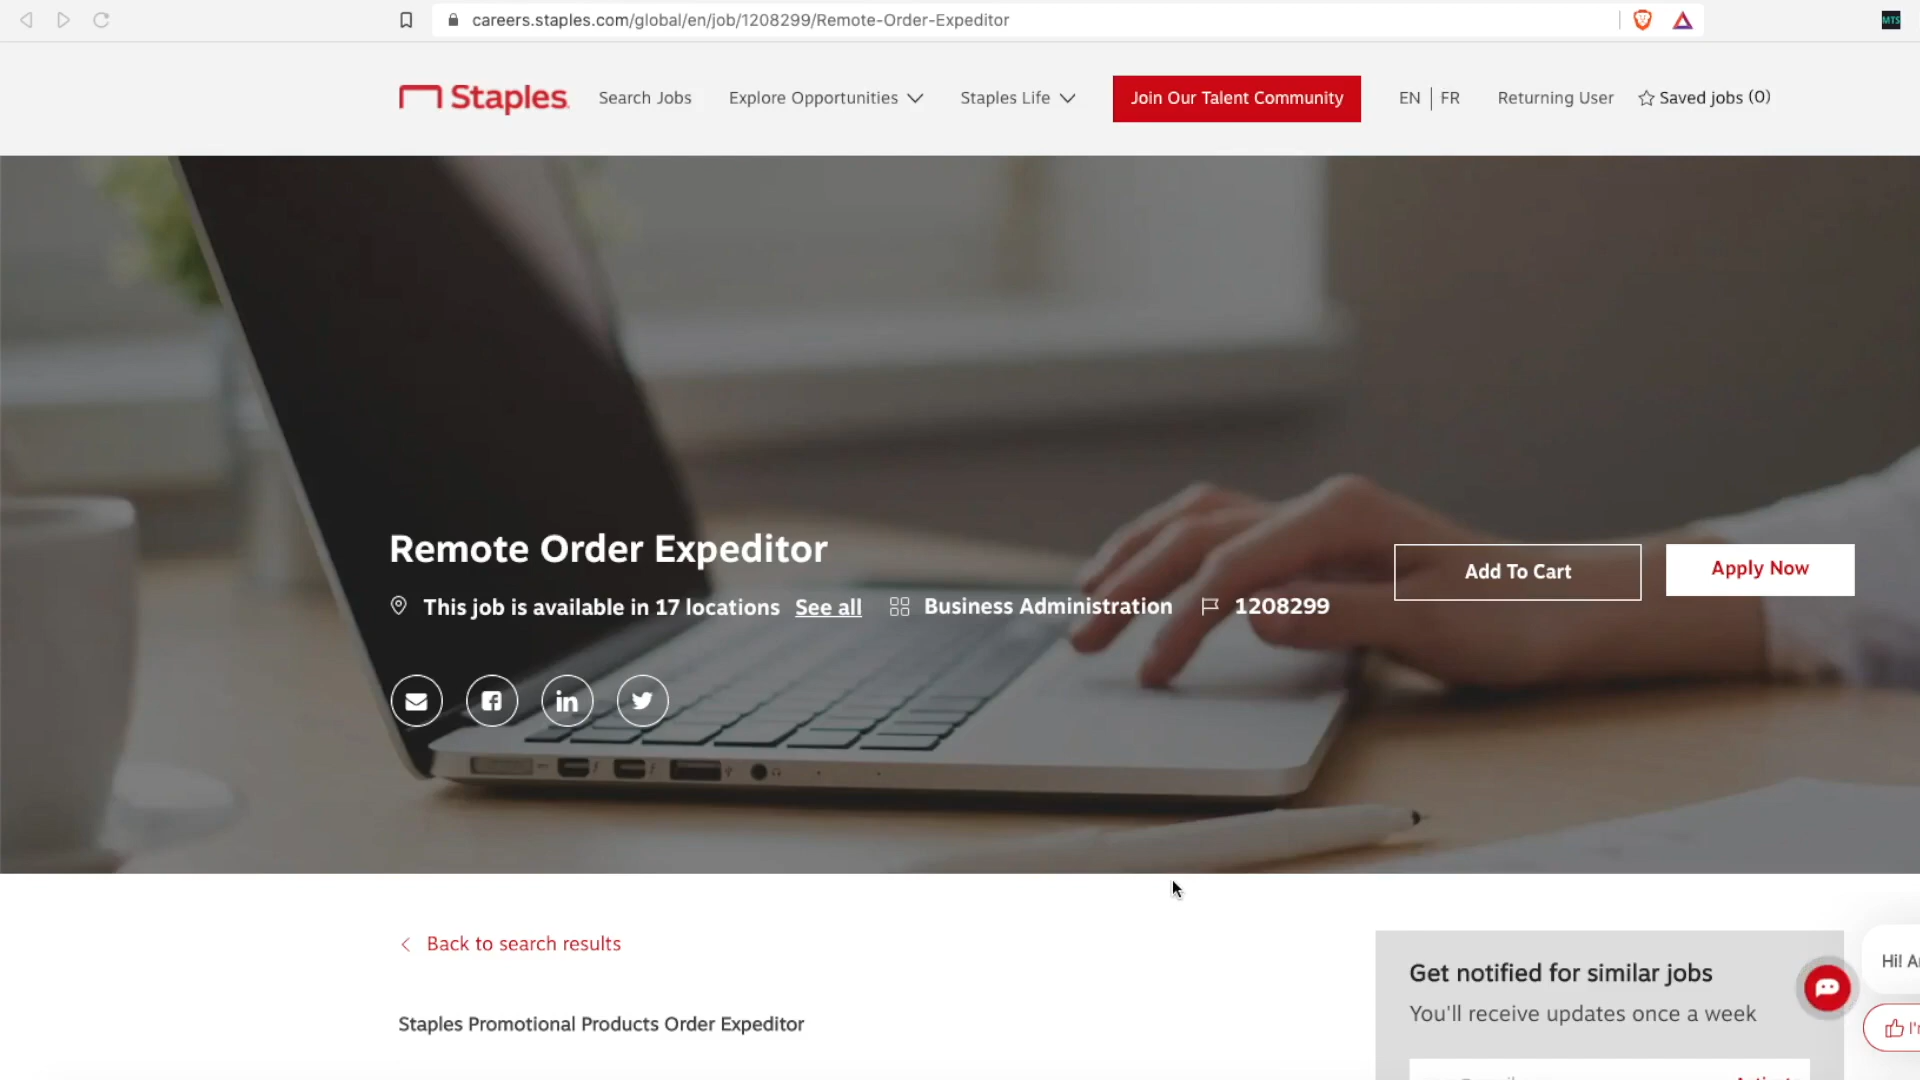 careers.staples.com/global/en/job/1208299/Remote-Order-Expeditor
MTS
Staples
Search Jobs
Explore Opportunities
Staples Life
Join Our Talent Community
EN | FR
Returning User
Saved jobs (0)
Remote Order Expeditor
This job is available in 17 locations See all
Business Administration
1208299
Add To Cart
Apply Now
Back to search results
Staples Promotional Products Order Expeditor
Get notified for similar jobs
You'll receive updates once a week
Hi!